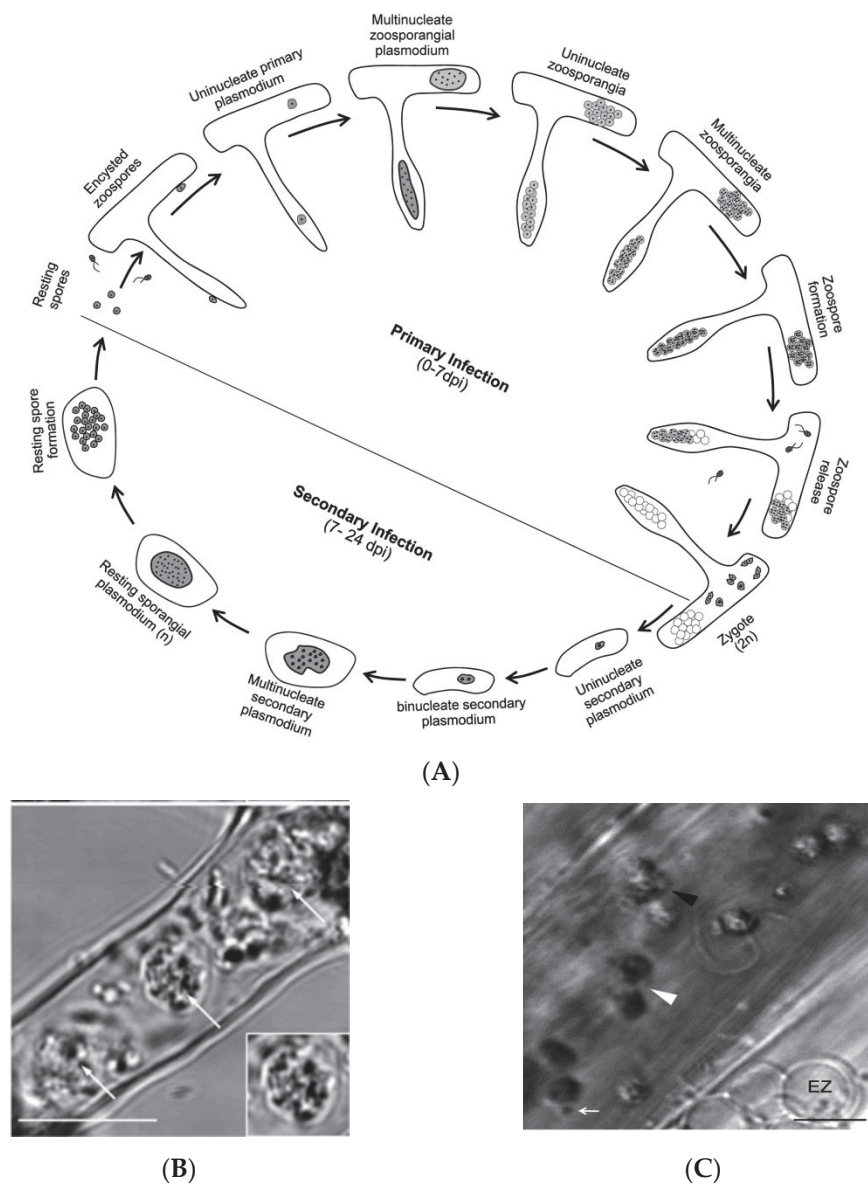 Multinucleate
zoosporangial
plasmodium
Uninucleate primary
plasmodium
Uninucleate
zoosporangia
Multinucleate
zoosporangia
Encysted
zoospores
Resting
spores
Zoospore
formation
Primary Infection
(0-7dpi)
Zoospore
release
Resting spore
formation
Secondary Infection
(7- 24 dpi)
Zygote
(2n)
Resting sporangial
plasmodium (n)
Uninucleate
secondary
plasmodium
Multinucleate
secondary
plasmodium
binucleate secondary
plasmodium
(A)
EZ
(B)
(C)